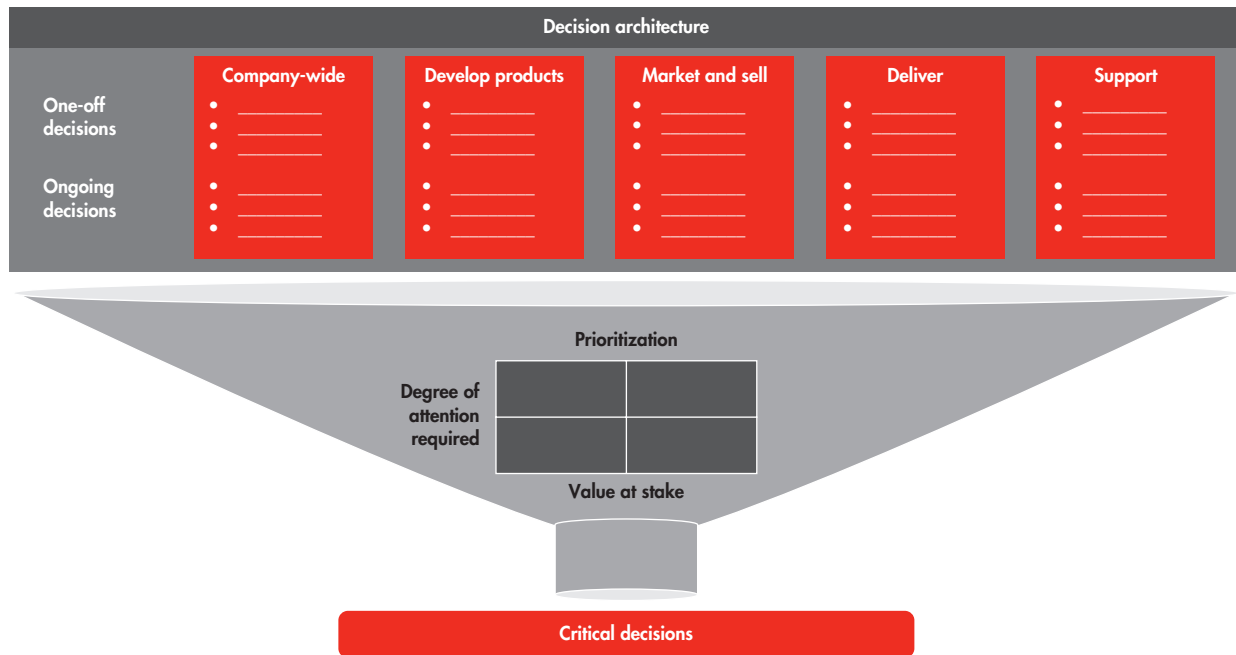 Decision architecture
Company-wide
Develop products
Market and sell
Deliver
Support
One-off
decisions
Ongoing
decisions
Prioritization
Degree of
attention
required
Value at stake
Critical decisions